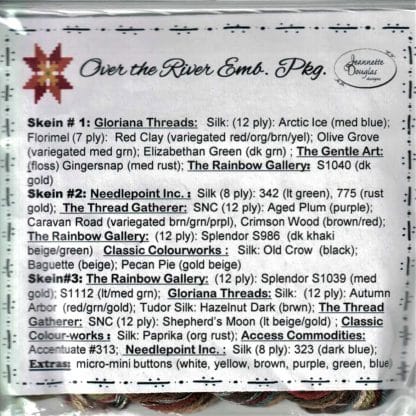 Over the River Emb. Pkg.
Jeannette
Douglas
designs
Skein # 1: Gloriana Threads: Silk: (12 ply): Arctic Ice (med blue);
Florimel (7 ply): Red Clay (variegated red/org/brn/yel); Olive Grove
(variegated med grn); Elizabethan Green (dk grn) ; The Gentle Art:
(floss) Gingersnap (med rust); The Rainbow Gallery: S1040 (dk
gold)
Skein #2: Needlepoint Inc. : Silk (8 ply): 342 (lt green), 775 (rust
gold); The Thread Gatherer: SNC (12 ply): Aged Plum (purple);
Caravan Road (variegated brn/grn/prpl), Crimson Wood (brown/red);
The Rainbow Gallery: (12 ply): Splendor S986 (dk khaki
beige/green) Classic Colourworks : Silk: Old Crow (black);
Baguette (beige); Pecan Pie (gold beige)
Skein#3: The Rainbow Gallery: (12 ply): Splendor S1039 (med
gold); S1112 (lt/med grn); Gloriana Threads: Silk: (12 ply): Autumn
Arbor (red/grn/gold); Tudor Silk: Hazelnut Dark (brwn); The Thread
Gatherer: SNC (12 ply): Shepherd's Moon (lt beige/gold) ; Classic
Colour-works : Silk: Paprika (org rust); Access Commodities:
Accentuate #313; Needlepoint Inc. : Silk (8 ply): 323 (dark blue);
Extras: micro-mini buttons (white, yellow, brown, purple, green, blue)